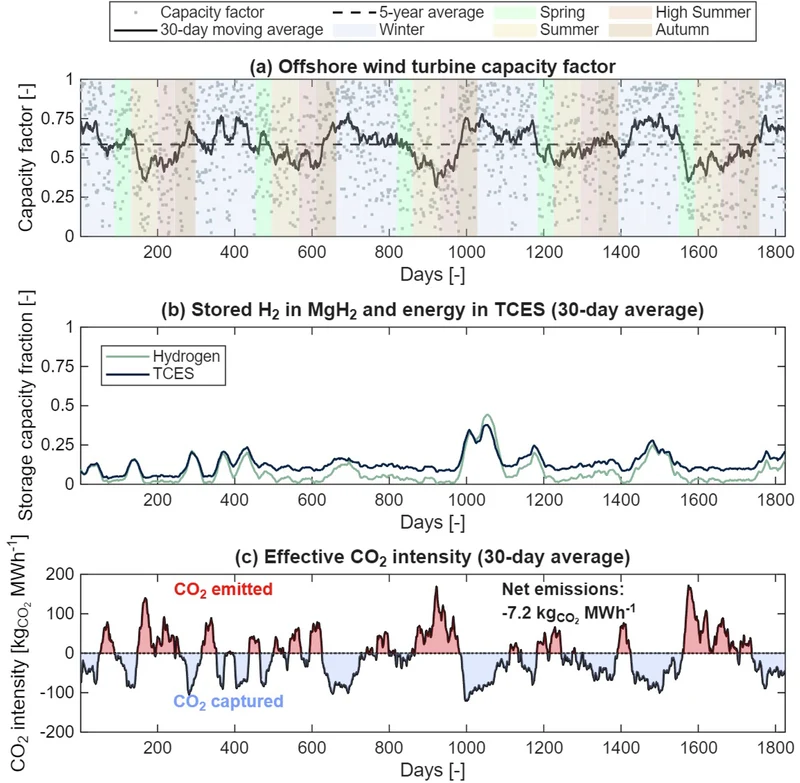 Capacity factor 5-year average Spring High Summer
30-day moving average Winter Summer Autumn
(a) Offshore wind turbine capacity factor
Capacity factor [-]
1
0.75
0.5
0.25
0
200 400 600 800 1000 1200 1400 1600 1800
Days [-]
(b) Stored H₂ in MgH₂ and energy in TCES (30-day average)
Storage capacity fraction [-]
1
0.75
0.5
0.25
0
Hydrogen
TCES
200 400 600 800 1000 1200 1400 1600 1800
Days [-]
(c) Effective CO₂ intensity (30-day average)
CO₂ intensity [kg_CO₂ MWh⁻¹]
200
100
0
-100
-200
CO₂ emitted
Net emissions:
-7.2 kg_CO₂ MWh⁻¹
CO₂ captured
200 400 600 800 1000 1200 1400 1600 1800
Days [-]